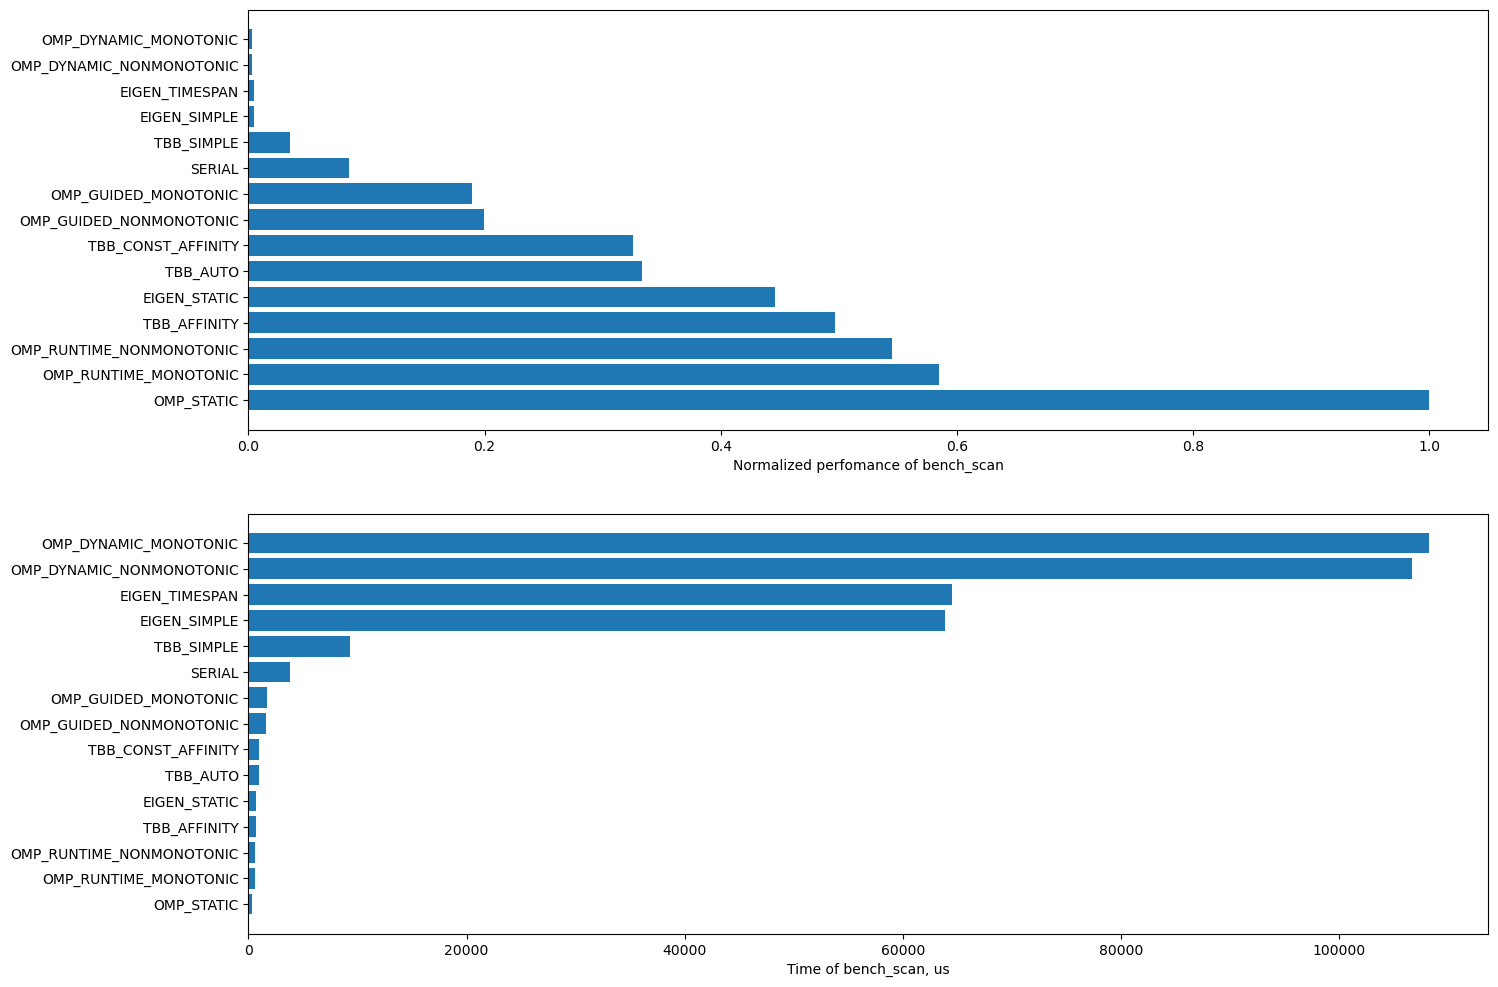 OMP_DYNAMIC_MONOTONIC
OMP_DYNAMIC_NONMONOTONIC
EIGEN_TIMESPAN
EIGEN_SIMPLE
TBB_SIMPLE
SERIAL
OMP_GUIDED_MONOTONIC
OMP_GUIDED_NONMONOTONIC
TBB_CONST_AFFINITY
TBB_AUTO
EIGEN_STATIC
TBB_AFFINITY
OMP_RUNTIME_NONMONOTONIC
OMP_RUNTIME_MONOTONIC
OMP_STATIC
0.0 0.2 0.4 0.6 0.8 1.0
Normalized perfomance of bench_scan
OMP_DYNAMIC_MONOTONIC
OMP_DYNAMIC_NONMONOTONIC
EIGEN_TIMESPAN
EIGEN_SIMPLE
TBB_SIMPLE
SERIAL
OMP_GUIDED_MONOTONIC
OMP_GUIDED_NONMONOTONIC
TBB_CONST_AFFINITY
TBB_AUTO
EIGEN_STATIC
TBB_AFFINITY
OMP_RUNTIME_NONMONOTONIC
OMP_RUNTIME_MONOTONIC
OMP_STATIC
0 20000 40000 60000 80000 100000
Time of bench_scan, us